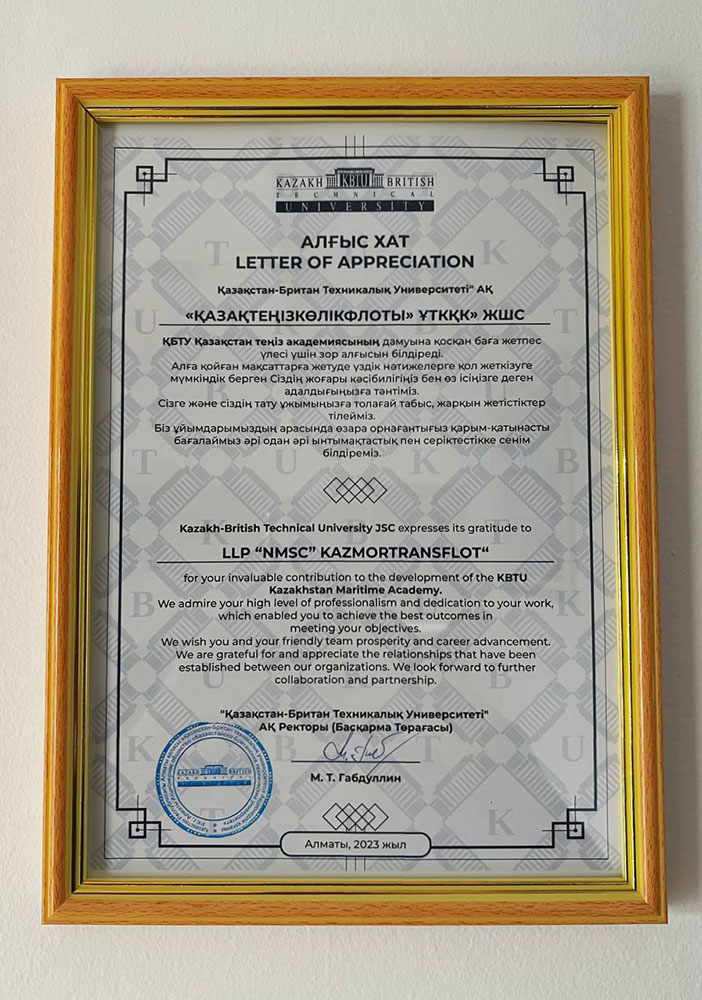 KAZAKH KBTU BRITISH
TECHNICAL
UNIVERSITY
АЛҒЫС ХАТ
LETTER OF APPRECIATION
Қазақстан-Британ Техникалық Университеті" АҚ
«ҚАЗАҚТЕҢІЗКӨЛІКФЛОТЫ» ҰТКҚК» ЖШС
ҚБТУ Қазақстан теңіз академиясының дамуына қосқан баға жетпес
үлесі үшін зор алғысын білдіреді.
Алға қойған мақсаттарға жетуде үздік нәтижелерге қол жеткізуге
мүмкіндік берген Сіздің жоғары кәсібилігіңіз бен өз ісіңізге деген
адалдығыңызға тәнтіміз.
Сізге және сіздің тату ұжымыңызға толағай табыс, жарқын жетістіктер
тілейміз.
Біз ұйымдарымыздың арасында өзара орнағантығыз қарым-қатынасты
бағалаймыз әрі одан әрі ынтымақтастық пен серіктестікке сенім
білдіреміз.
Kazakh-British Technical University JSC expresses its gratitude to
LLP “NMSC” KAZMORTRANSFLOT“
for your invaluable contribution to the development of the KBTU
Kazakhstan Maritime Academy.
We admire your high level of professionalism and dedication to your work,
which enabled you to achieve the best outcomes in
meeting your objectives.
We wish you and your friendly team prosperity and career advancement.
We are grateful for and appreciate the relationships that have been
established between our organizations. We look forward to further
collaboration and partnership.
"Қазақстан-Британ Техникалық Университеті"
АҚ Ректоры (Басқарма Төрағасы)
М. Т. Габдуллин
KAZAKH BRITISH
Алматы, 2023 жыл